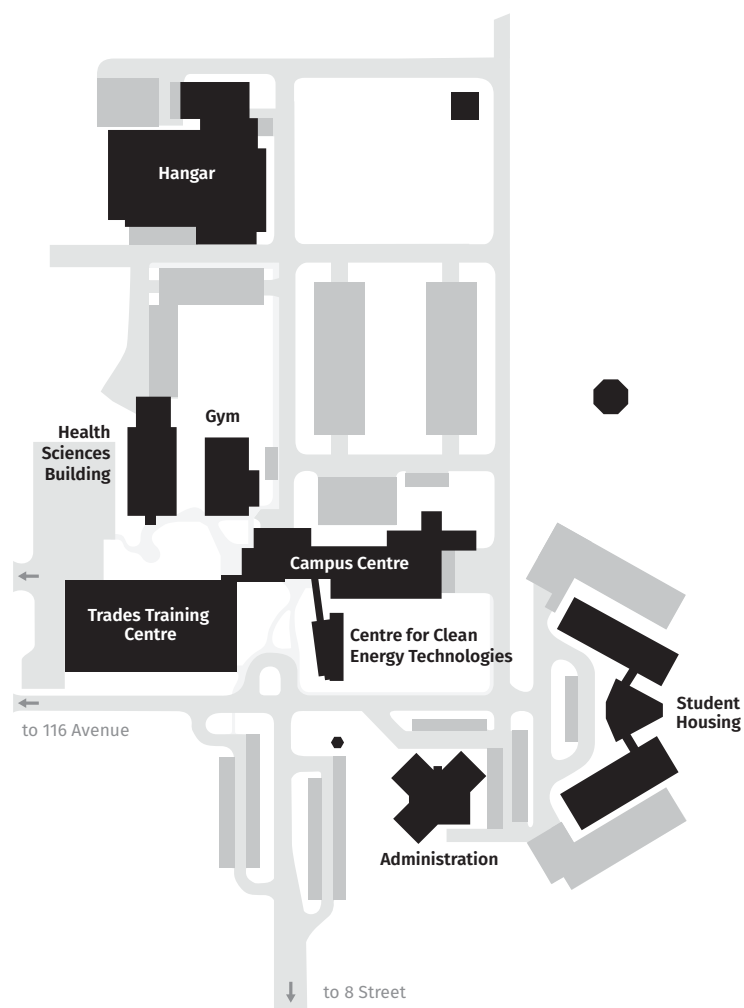 Hangar
Gym
Health
Sciences
Building
Campus Centre
Trades Training
Centre
Centre for Clean
Energy Technologies
Student
Housing
to 116 Avenue
Administration
to 8 Street